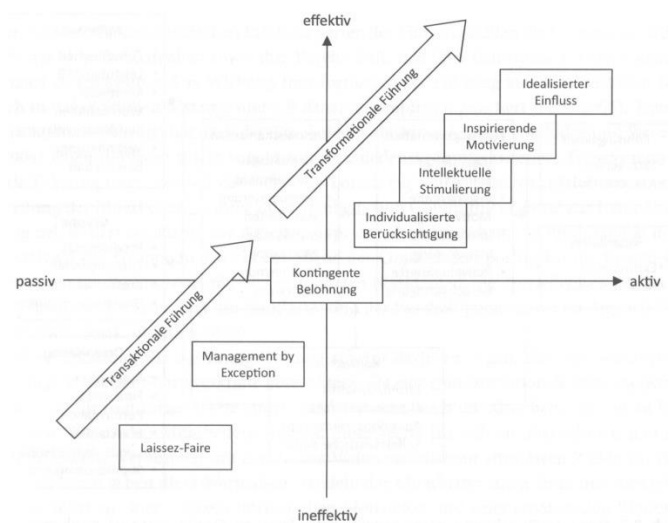 effektiv
Idealisierter
Einfluss
Inspirierende
Motivierung
Transformationale Führung
Intellektuelle
Stimulierung
Individualisierte
Berücksichtigung
passiv
Kontingente
Belohnung
aktiv
Transaktionale Führung
Management by
Exception
Laissez-Faire
ineffektiv